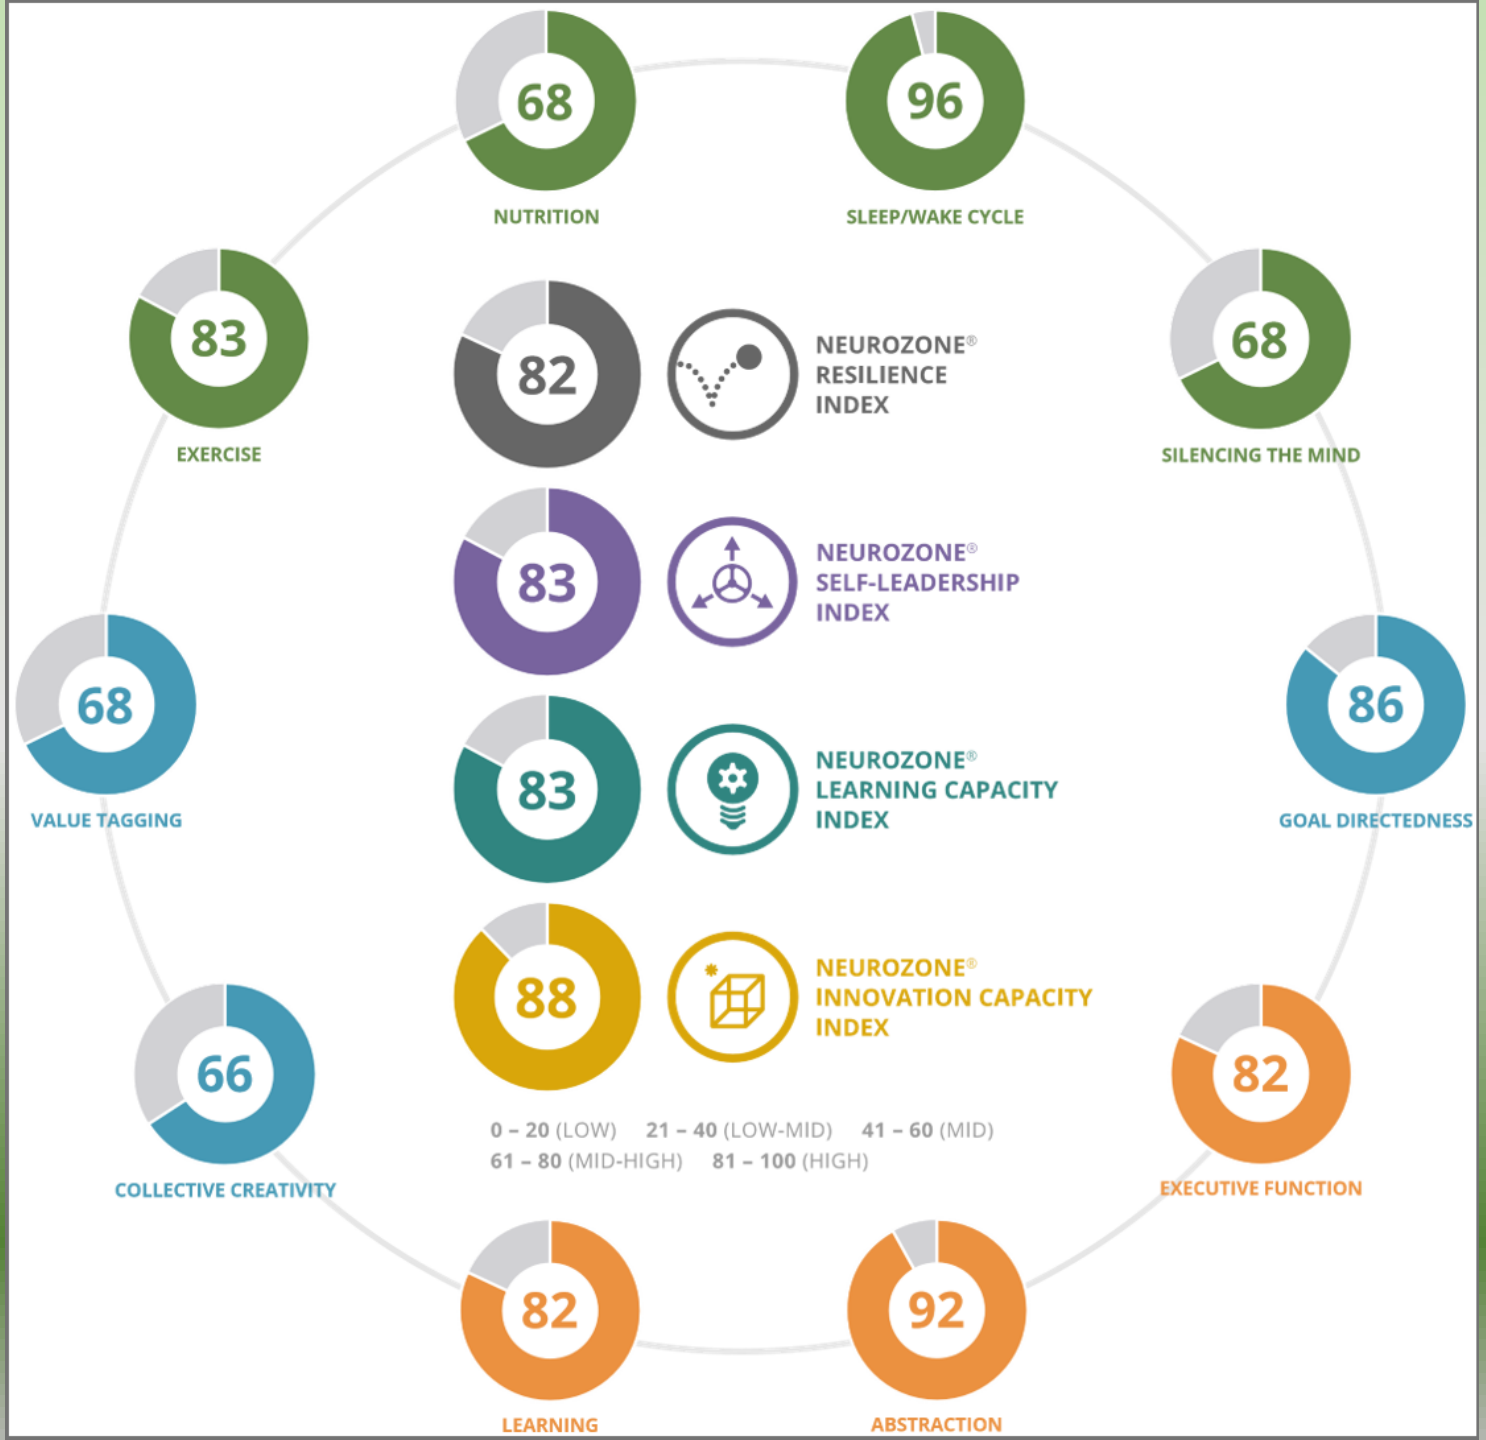 68
NUTRITION
96
SLEEP/WAKE CYCLE
83
EXERCISE
68
SILENCING THE MIND
82
NEUROZONE®
RESILIENCE
INDEX
83
NEUROZONE®
SELF-LEADERSHIP
INDEX
68
VALUE TAGGING
86
GOAL DIRECTEDNESS
83
NEUROZONE®
LEARNING CAPACITY
INDEX
88
NEUROZONE®
INNOVATION CAPACITY
INDEX
66
COLLECTIVE CREATIVITY
82
EXECUTIVE FUNCTION
0 – 20 (LOW) 21 – 40 (LOW-MID) 41 – 60 (MID)
61 – 80 (MID-HIGH) 81 – 100 (HIGH)
82
LEARNING
92
ABSTRACTION